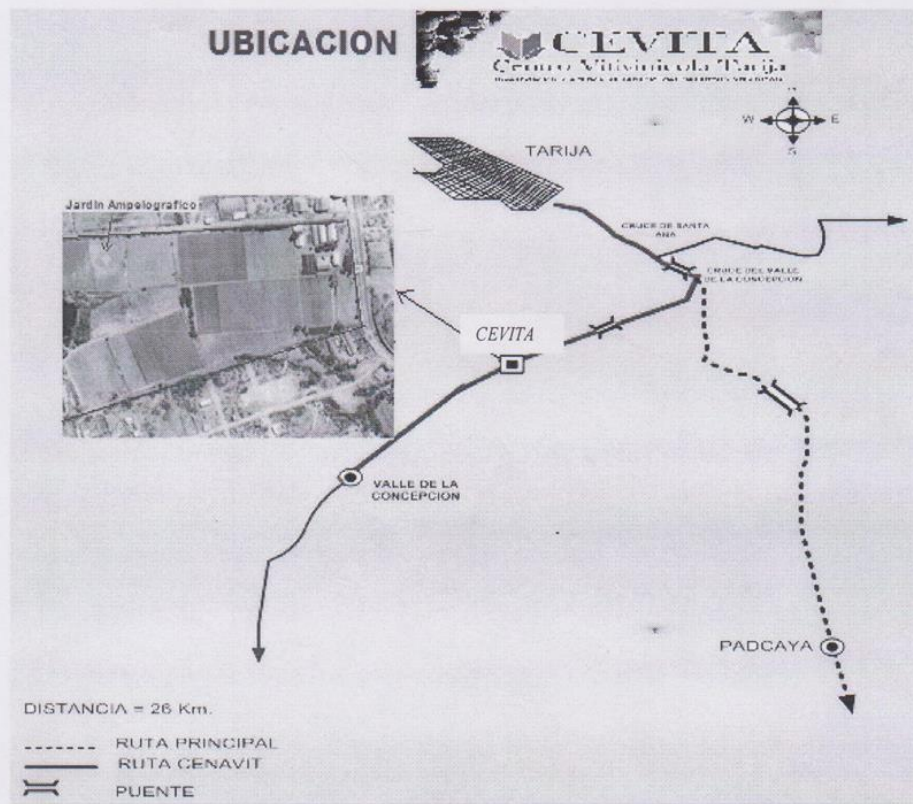 UBICACION
CEVITA
Centro Vitivinicola Tarija
W E
S
TARIJA
Jardin Ampelografico
CRUCE DE SANTA
ANA
CRUCE DEL VALLE
DE LA CONCEPCION
CEVITA
VALLE DE LA
CONCEPCION
PADCAYA
DISTANCIA = 26 Km.
RUTA PRINCIPAL
RUTA CENAVIT
PUENTE